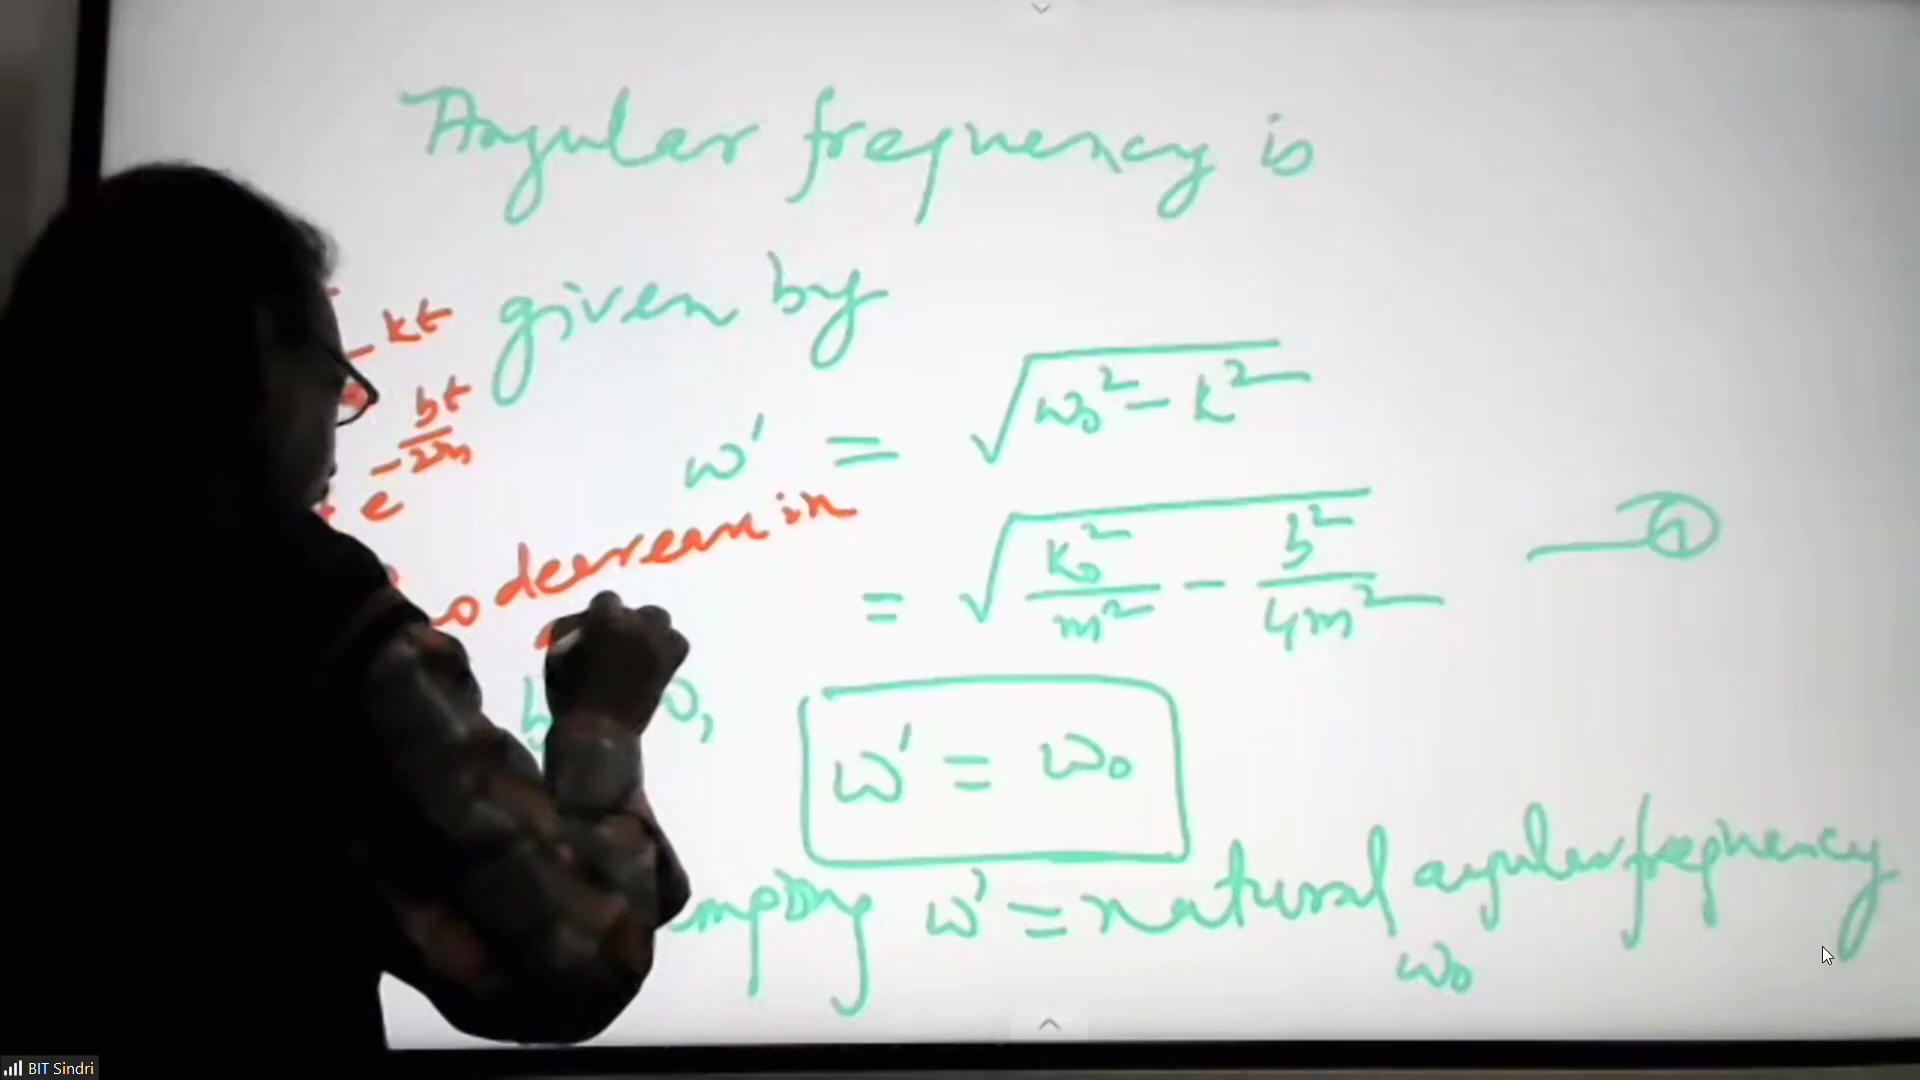 Angular frequency is
given by
- kt
ω' = √ω₀² - k²
e - bt/2m
decrease in
= √k₀²/m² - b²/4m² — ①
b 0,
ω' = ω₀
ω' = natural angular frequency
ω₀
BIT Sindri